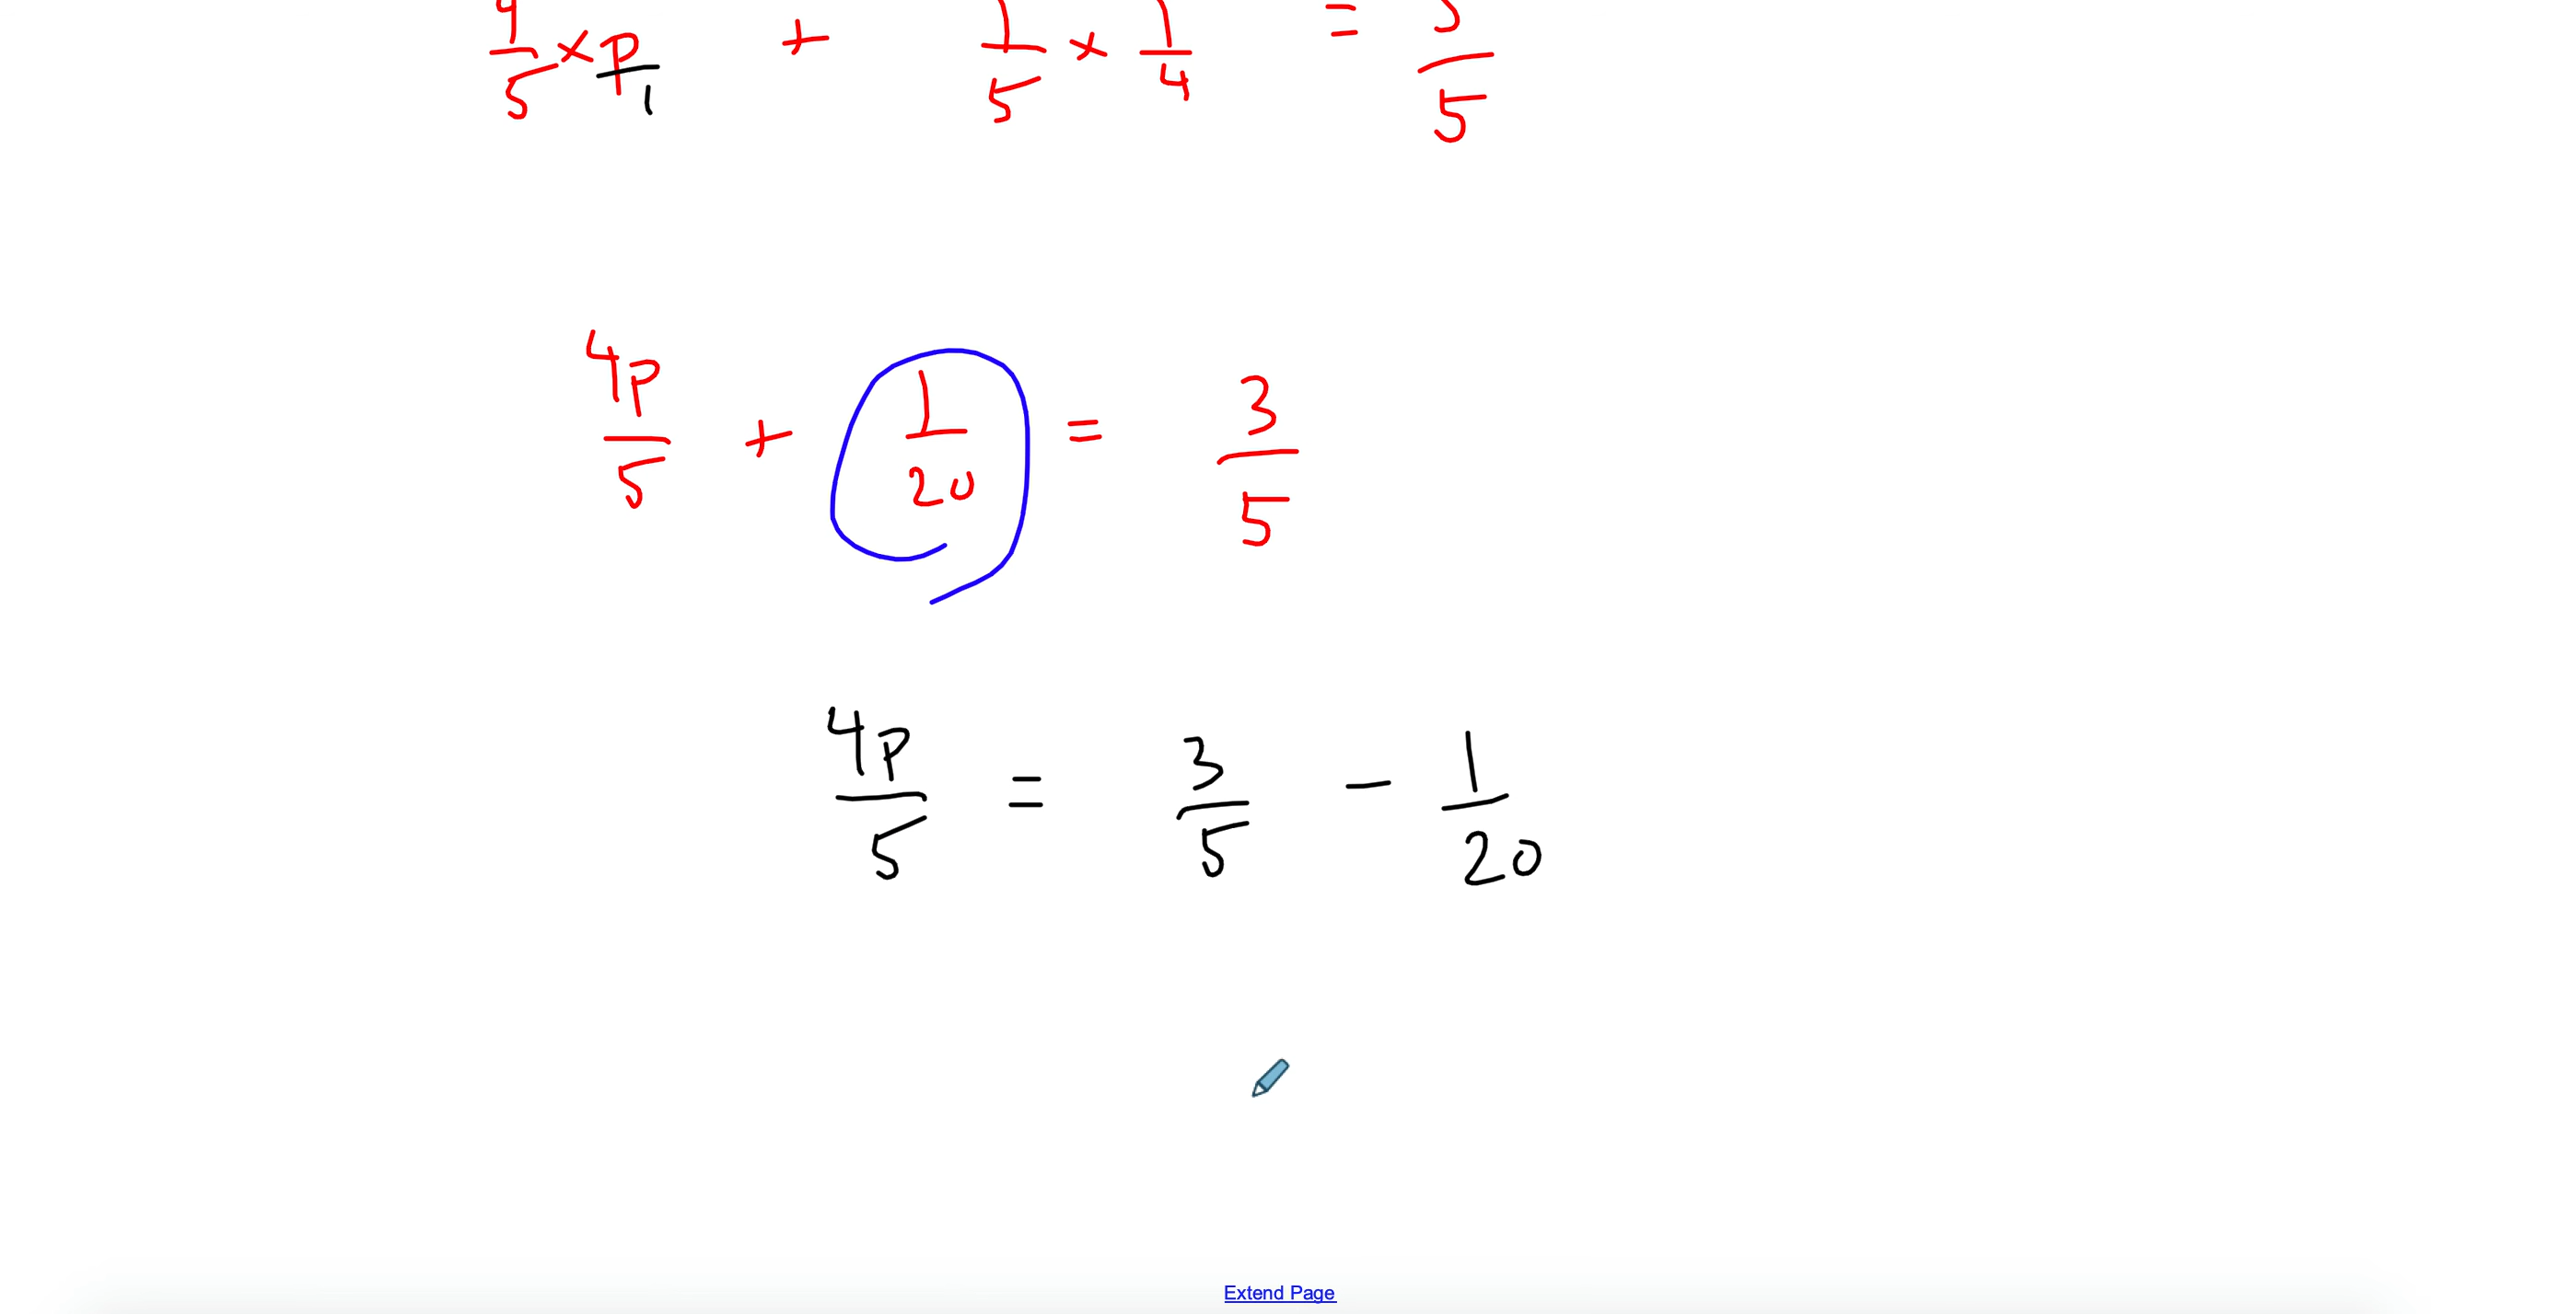 4/5 × P/1 + 1/5 × 1/4 = 3/5
4P/5 + 1/20 = 3/5
4P/5 = 3/5 - 1/20
Extend Page